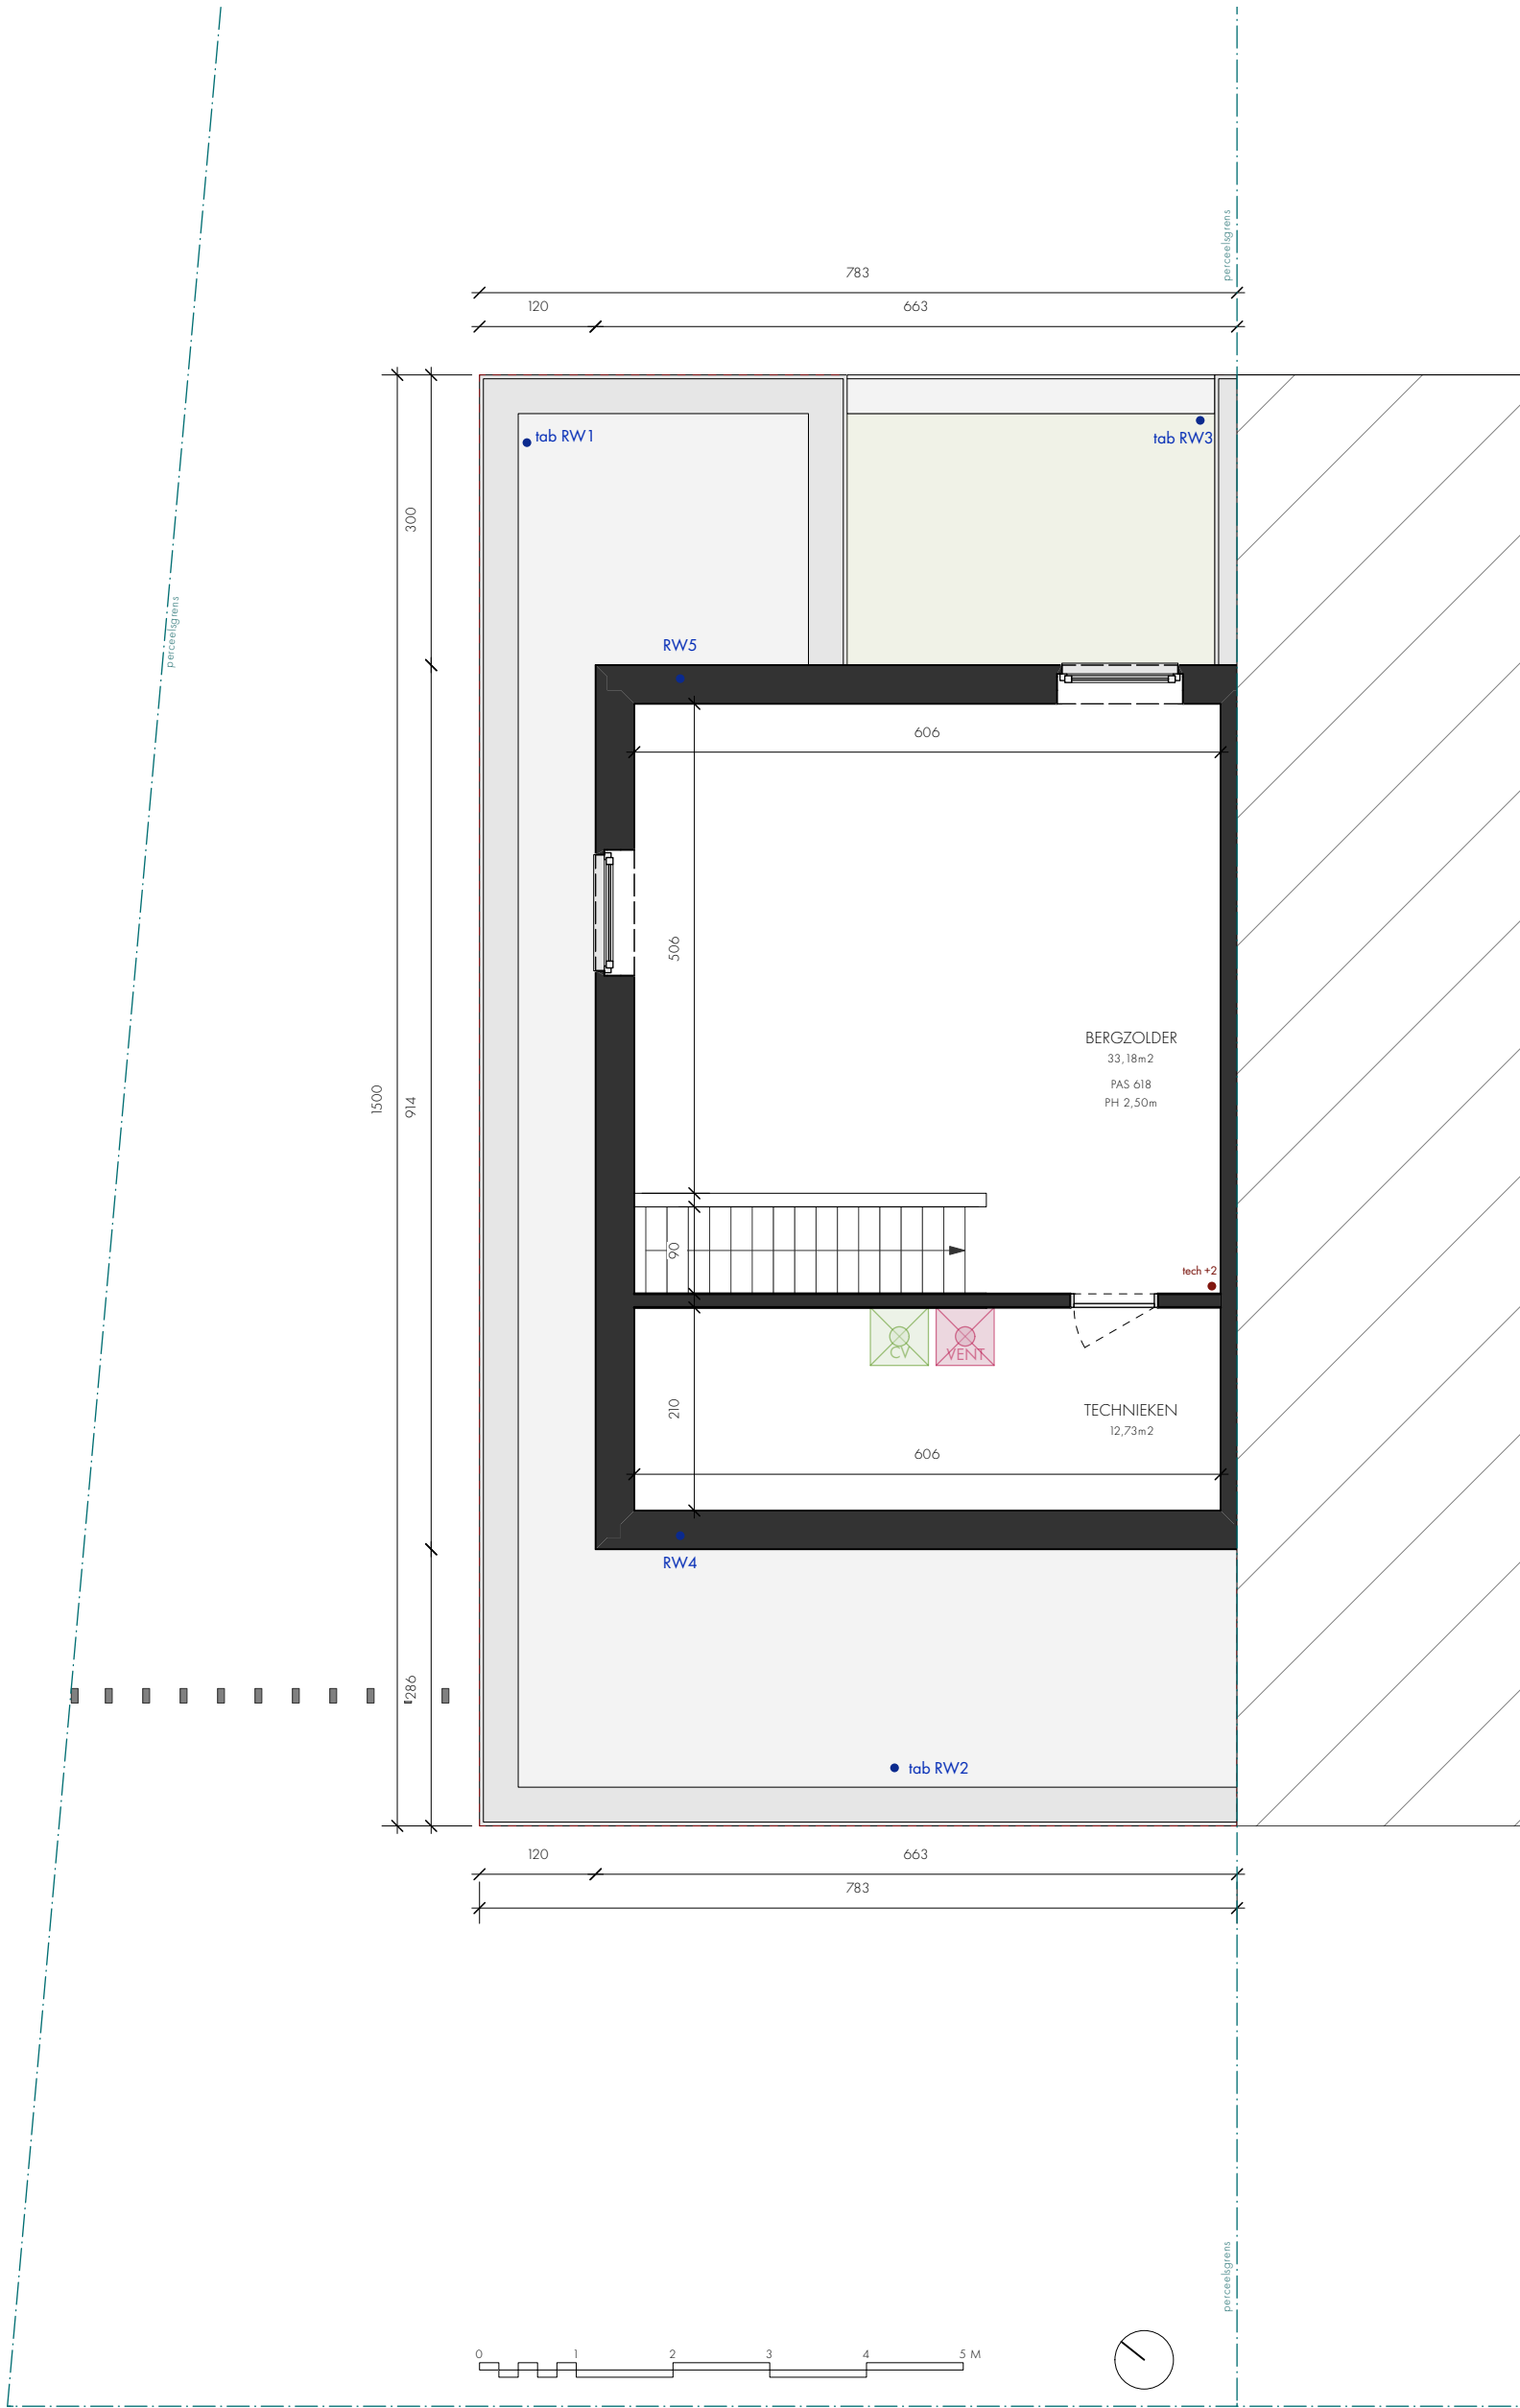 perceelsgrens
783
120
663
tab RW1
tab RW3
300
perceelsgrens
RW5
606
506
BERGZOLDER
33,18m2
PAS 618
PH 2,50m
1500
914
90
tech +2
CV
VENT
210
TECHNIEKEN
12,73m2
606
RW4
286
tab RW2
120
663
783
perceelsgrens
0 1 2 3 4 5 M